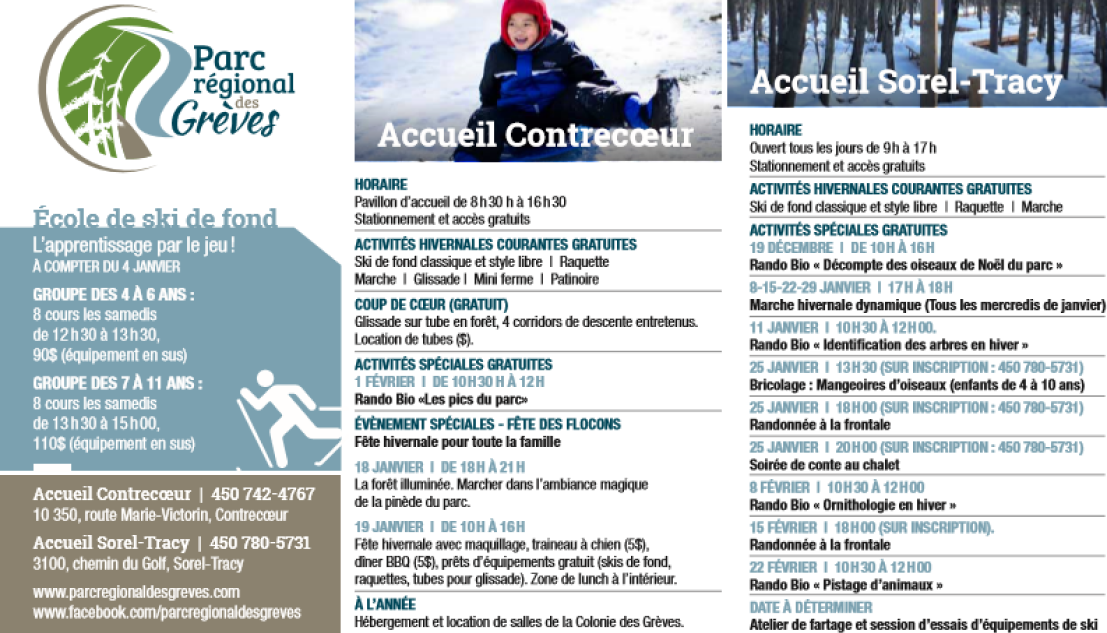 Parc
régional
des
Grèves
École de ski de fond
L'apprentissage par le jeu !
À COMPTER DU 4 JANVIER
GROUPE DES 4 À 6 ANS :
8 cours les samedis
de 12 h 30 à 13 h 30,
90$ (équipement en sus)
GROUPE DES 7 À 11 ANS :
8 cours les samedis
de 13 h 30 à 15 h 00,
110$ (équipement en sus)
Accueil Contrecœur | 450 742-4767
10 350, route Marie-Victorin, Contrecœur
Accueil Sorel-Tracy | 450 780-5731
3100, chemin du Golf, Sorel-Tracy
www.parcregionaldesgreves.com
www.facebook.com/parcregionaldesgreves
Accueil Contrecœur
HORAIRE
Pavillon d'accueil de 8 h 30 h à 16 h 30
Stationnement et accès gratuits
ACTIVITÉS HIVERNALES COURANTES GRATUITES
Ski de fond classique et style libre | Raquette
Marche | Glissade | Mini ferme | Patinoire
COUP DE CŒUR (GRATUIT)
Glissade sur tube en forêt, 4 corridors de descente entretenus.
Location de tubes ($).
ACTIVITÉS SPÉCIALES GRATUITES
1 FÉVRIER | DE 10 H 30 H À 12 H
Rando Bio «Les pics du parc»
ÉVÈNEMENT SPÉCIALES - FÊTE DES FLOCONS
Fête hivernale pour toute la famille
18 JANVIER | DE 18 H À 21 H
La forêt illuminée. Marcher dans l'ambiance magique
de la pinède du parc.
19 JANVIER | DE 10 H À 16 H
Fête hivernale avec maquillage, traineau à chien (5$),
dîner BBQ (5$), prêts d'équipements gratuit (skis de fond,
raquettes, tubes pour glissade). Zone de lunch à l'intérieur.
À L'ANNÉE
Hébergement et location de salles de la Colonie des Grèves.
Accueil Sorel-Tracy
HORAIRE
Ouvert tous les jours de 9 h à 17 h
Stationnement et accès gratuits
ACTIVITÉS HIVERNALES COURANTES GRATUITES
Ski de fond classique et style libre | Raquette | Marche
ACTIVITÉS SPÉCIALES GRATUITES
19 DÉCEMBRE | DE 10 H À 16 H
Rando Bio « Décompte des oiseaux de Noël du parc »
8-15-22-29 JANVIER | 17 H À 18 H
Marche hivernale dynamique (Tous les mercredis de janvier)
11 JANVIER | 10 H 30 À 12 H 00.
Rando Bio « Identification des arbres en hiver »
25 JANVIER | 13 H 30 (SUR INSCRIPTION : 450 780-5731)
Bricolage : Mangeoires d'oiseaux (enfants de 4 à 10 ans)
25 JANVIER | 18 H 00 (SUR INSCRIPTION : 450 780-5731)
Randonnée à la frontale
25 JANVIER | 20 H 00 (SUR INSCRIPTION : 450 780-5731)
Soirée de conte au chalet
8 FÉVRIER | 10 H 30 À 12 H 00
Rando Bio « Ornithologie en hiver »
15 FÉVRIER | 18 H 00 (SUR INSCRIPTION).
Randonnée à la frontale
22 FÉVRIER | 10 H 30 À 12 H 00
Rando Bio « Pistage d'animaux »
DATE À DÉTERMINER
Atelier de fartage et session d'essais d'équipements de ski